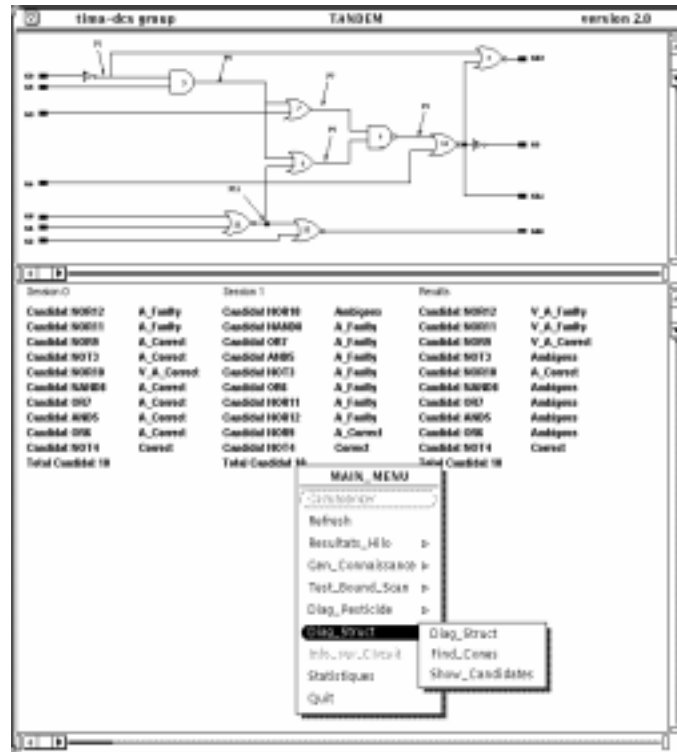 tima-dcs group TANDEM version 2.0
Session 0 Session 1 Results
Candidat NOR12 A_Faulty Candidat NOR10 Ambigous Candidat NOR12 V_A_Faulty
Candidat NOR11 A_Faulty Candidat NAND8 A_Faulty Candidat NOR11 V_A_Faulty
Candidat NOR9 A_Correct Candidat OR7 A_Faulty Candidat NOR9 V_A_Correct
Candidat NOT3 A_Correct Candidat AND5 A_Faulty Candidat NOT3 Ambigous
Candidat NOR10 V_A_Correct Candidat NOT3 A_Faulty Candidat NOR10 A_Correct
Candidat NAND8 A_Correct Candidat OR6 A_Faulty Candidat NAND8 Ambigous
Candidat OR7 A_Correct Candidat NOR11 A_Faulty Candidat OR7 Ambigous
Candidat AND5 A_Correct Candidat NOR12 A_Faulty Candidat AND5 Ambigous
Candidat OR6 A_Correct Candidat NOR9 A_Correct Candidat OR6 Ambigous
Candidat NOT4 Correct Candidat NOT4 Correct Candidat NOT4 Correct
Total Candidat 10 Total Candidat 10 Total Candidat 10
MAIN_MENU
Commencer
Refresh
Resultats_Hilo
Gen_Connaissance
Test_Bound_Scan
Diag_Pesticide
Diag_Struct Diag_Struct
Info_sur_Circuit Find_Cones
Statistiques Show_Candidates
Quit